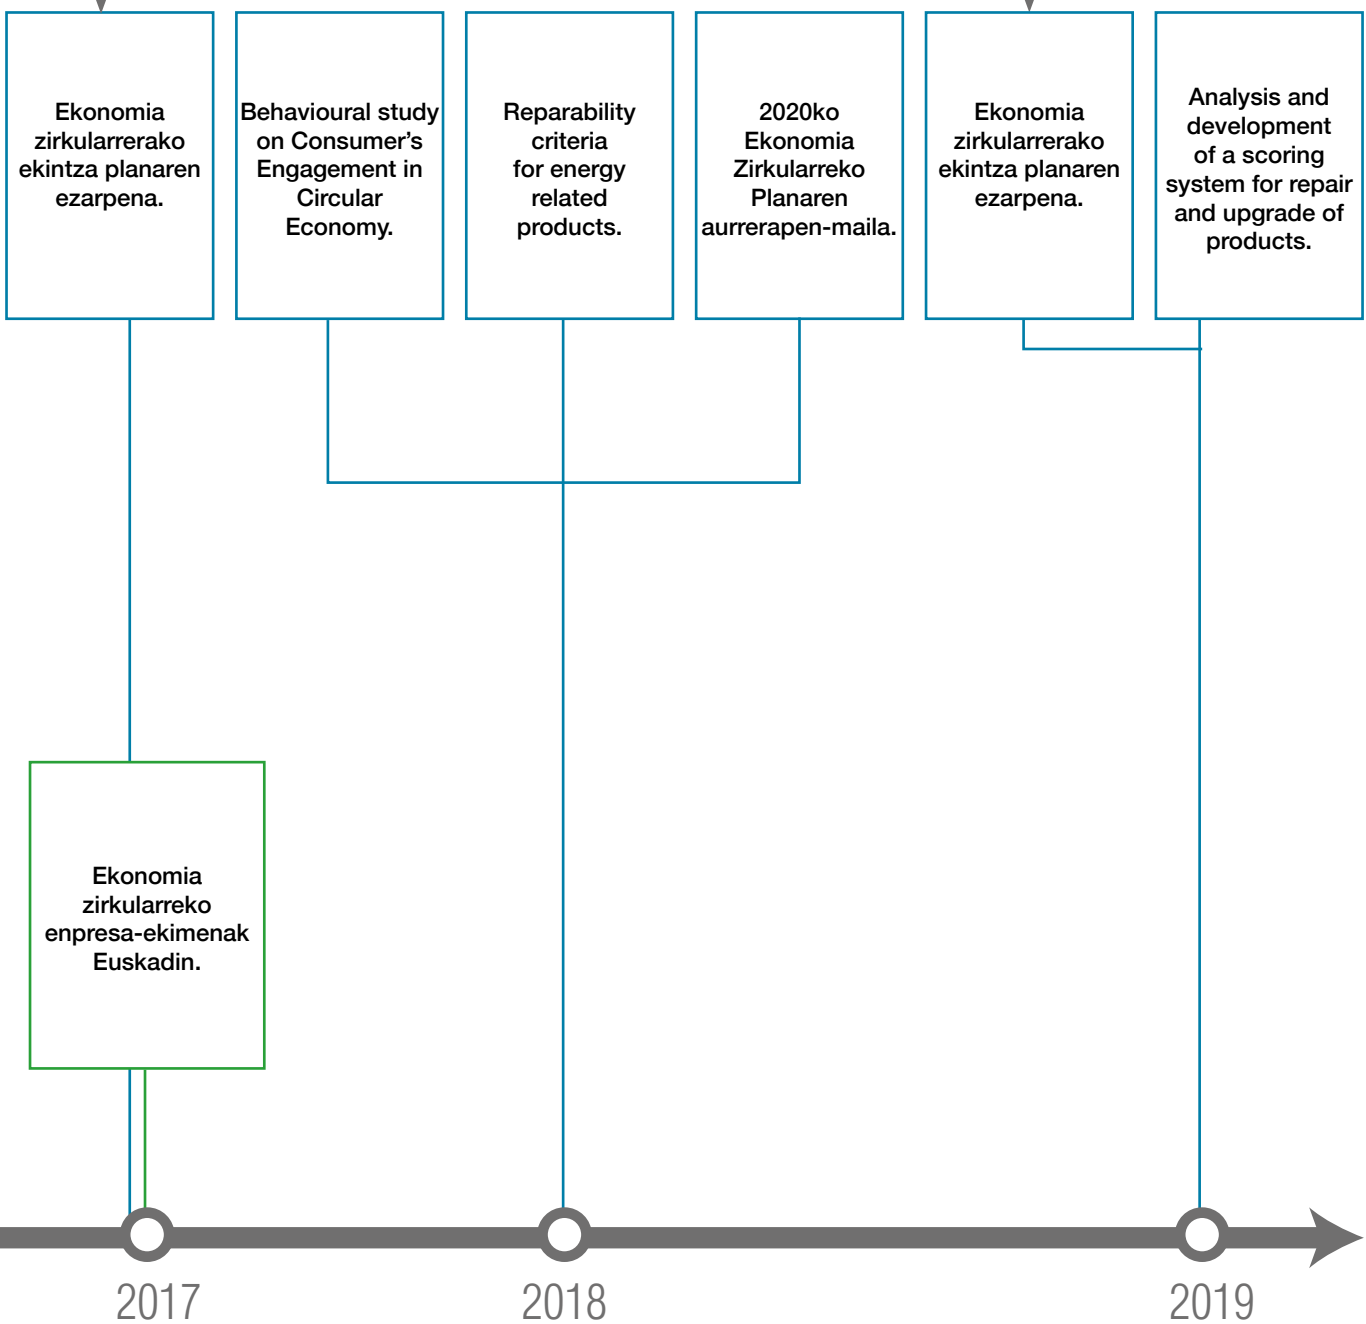 Ekonomia
zirkularrerako
ekintza planaren
ezarpena.
Behavioural study
on Consumer’s
Engagement in
Circular
Economy.
Reparability
criteria
for energy
related
products.
2020ko
Ekonomia
Zirkularreko
Planaren
aurrerapen-maila.
Ekonomia
zirkularrerako
ekintza planaren
ezarpena.
Analysis and
development
of a scoring
system for repair
and upgrade of
products.
Ekonomia
zirkularreko
enpresa-ekimenak
Euskadin.
2017
2018
2019